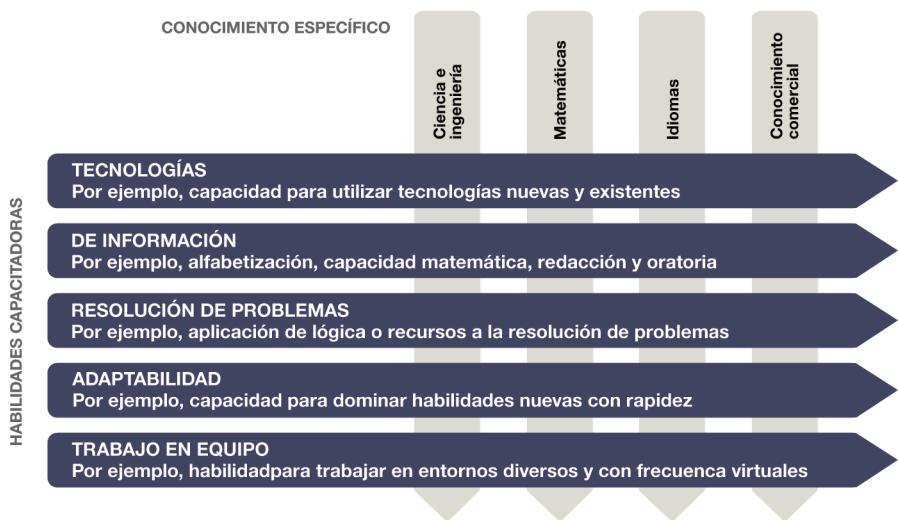 CONOCIMIENTO ESPECÍFICO
Ciencia e
ingeniería
Matemáticas
Idiomas
Conocimiento
comercial
HABILIDADES CAPACITADORAS
TECNOLOGÍAS
Por ejemplo, capacidad para utilizar tecnologías nuevas y existentes
DE INFORMACIÓN
Por ejemplo, alfabetización, capacidad matemática, redacción y oratoria
RESOLUCIÓN DE PROBLEMAS
Por ejemplo, aplicación de lógica o recursos a la resolución de problemas
ADAPTABILIDAD
Por ejemplo, capacidad para dominar habilidades nuevas con rapidez
TRABAJO EN EQUIPO
Por ejemplo, habilidadpara trabajar en entornos diversos y con frecuenca virtuales